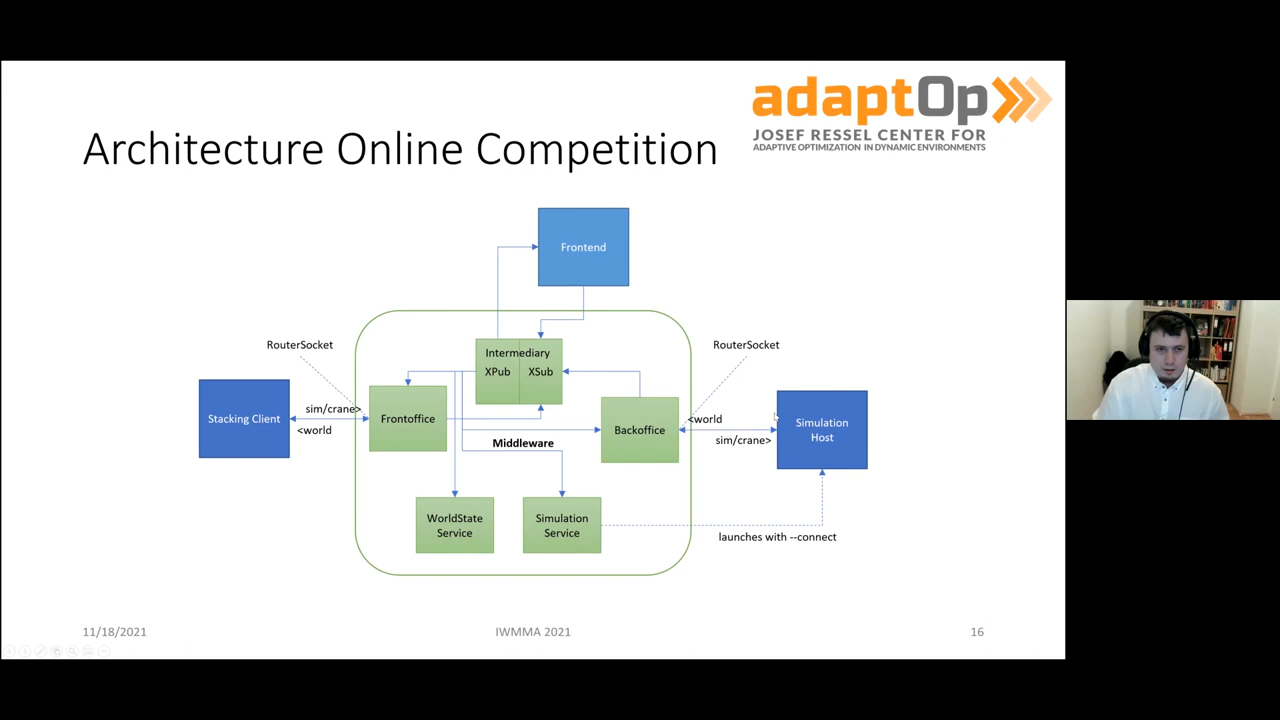 adaptOp
JOSEF RESSEL CENTER FOR
ADAPTIVE OPTIMIZATION IN DYNAMIC ENVIRONMENTS
Architecture Online Competition
Frontend
RouterSocket
Intermediary
XPub
XSub
RouterSocket
Stacking Client
sim/crane>
<world
Frontoffice
Middleware
Backoffice
<world
sim/crane>
Simulation
Host
WorldState
Service
Simulation
Service
launches with --connect
11/18/2021
IWMMA 2021
16